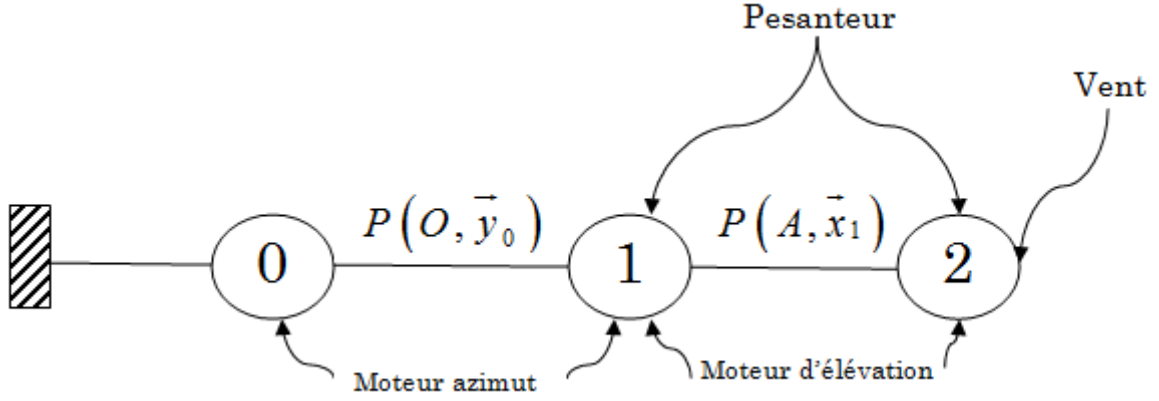 Pesanteur
Vent
P(O, y⃗₀)
P(A, x⃗₁)
0
1
2
Moteur azimut
Moteur d'élévation